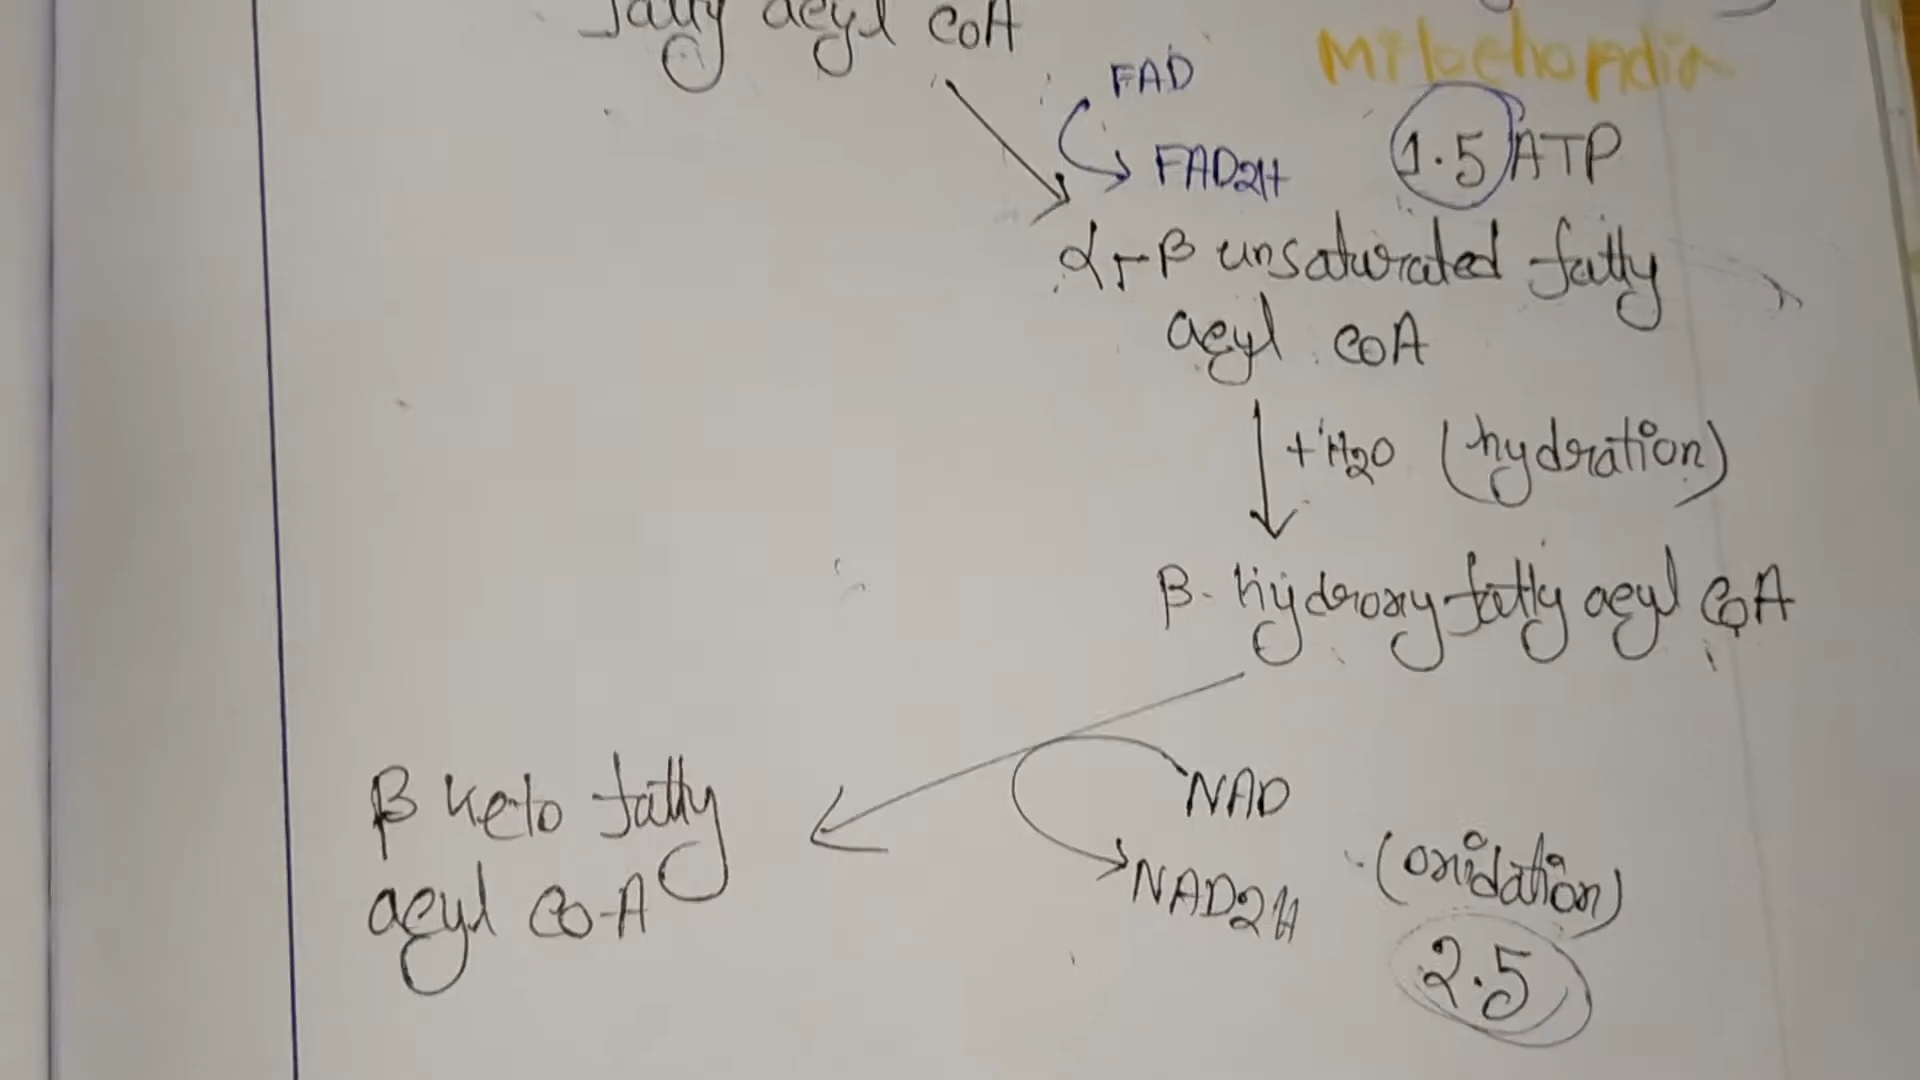 fatty acyl CoA
Mitochondia
FAD
FAD2H
1.5 ATP
α,-β unsaturated fatty
acyl CoA
+ H2O (hydration)
β- hydroxy fatty acyl CoA
NAD
NAD2H
(oxidation)
2.5
β keto fatty
acyl Co-A